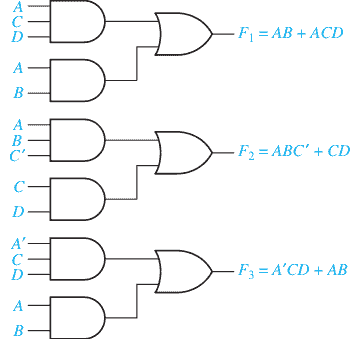 A
C
D
F₁ = AB + ACD
A
B
A
B
C′
F₂ = ABC′ + CD
C
D
A′
C
D
F₃ = A′CD + AB
A
B